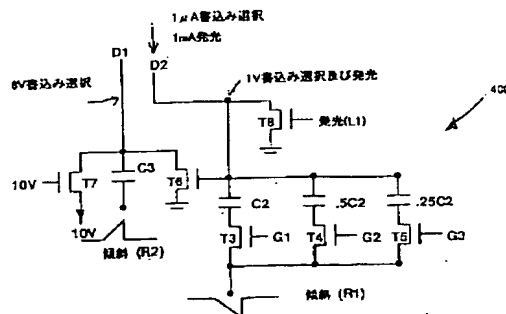 1μA書込み選択
1mA発光
D1
D2
8V書込み選択
1V書込み選択及び発光
T8
発光(L1)
10V
T7
C3
T6
C2
.5C2
.25C2
T3
G1
T4
G2
T5
G3
10V
傾斜 (R2)
傾斜 (R1)